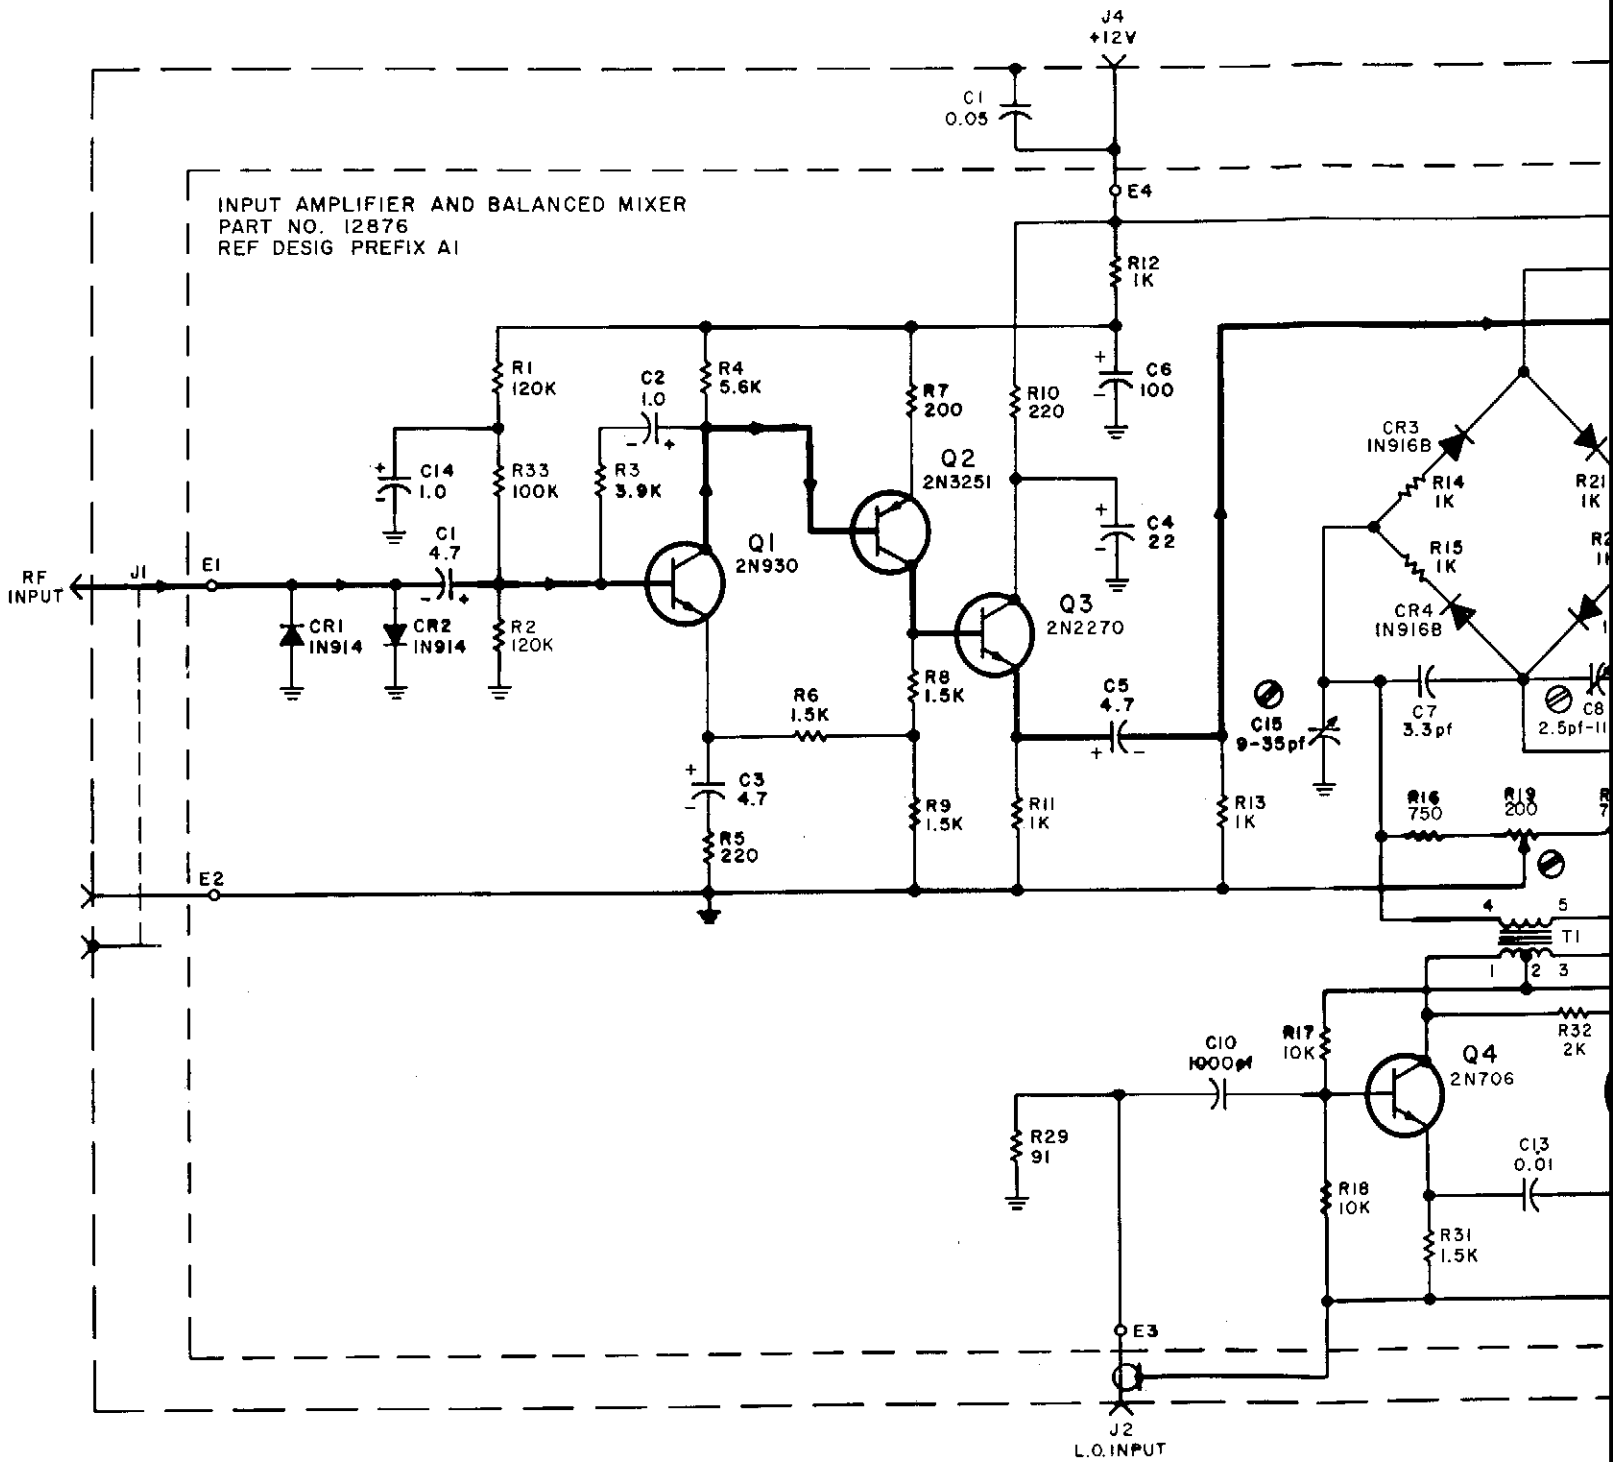 J4
+12V
C1
0.05
E4
INPUT AMPLIFIER AND BALANCED MIXER
PART NO. 12876
REF DESIG PREFIX A1
R12
1K
R1
120K
C2
1.0
- +
R4
5.6K
R7
200
R10
220
+
-
C6
100
CR3
1N916B
R14
1K
R21
1K
+
-
C14
1.0
R33
100K
R3
3.9K
Q2
2N3251
+
-
C4
22
C1
4.7
- +
Q1
2N930
R15
1K
RF
INPUT
J1
E1
CR1
1N914
CR2
1N914
R2
120K
Q3
2N2270
CR4
1N916B
R8
1.5K
R6
1.5K
C5
4.7
+ -
C15
9-35pf
C7
3.3pf
C8
2.5pf-11
+
-
C3
4.7
R9
1.5K
R11
1K
R13
1K
R16
750
R19
200
R5
220
E2
4 5
T1
1 2 3
R17
10K
R32
2K
C10
1000pf
Q4
2N706
R29
91
C13
0.01
R18
10K
R31
1.5K
E3
J2
L.O. INPUT